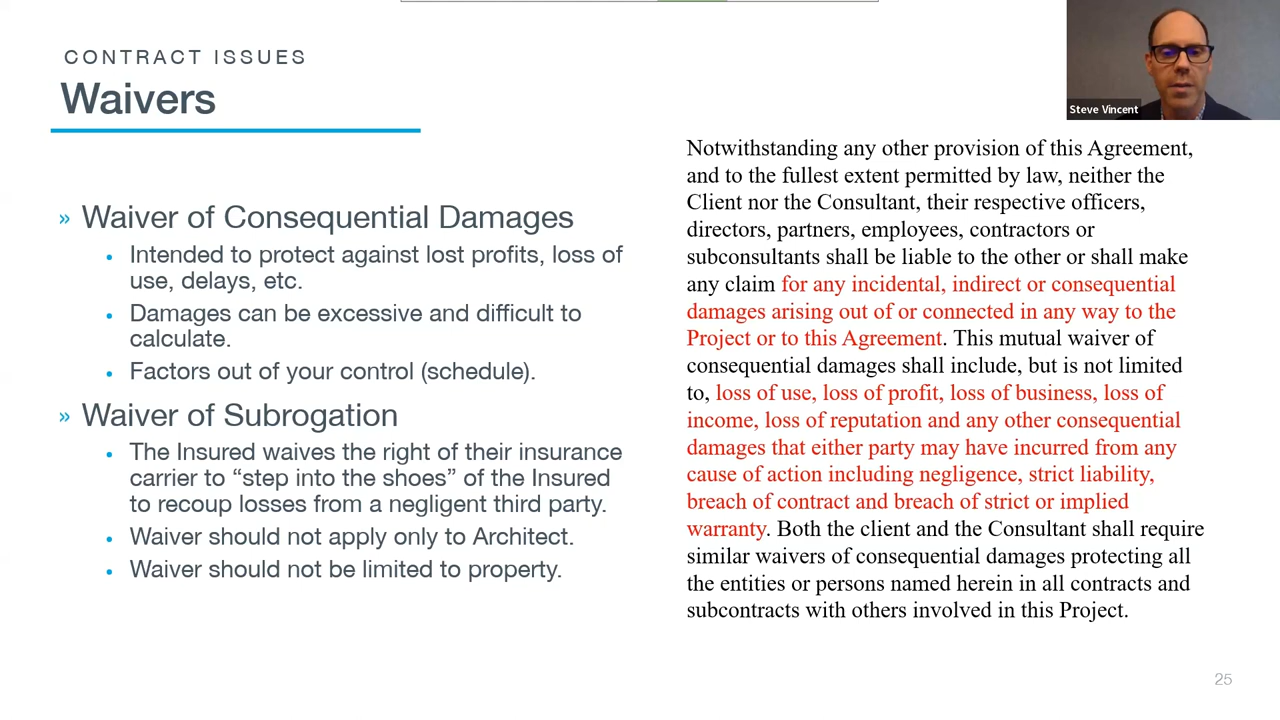 CONTRACT ISSUES
Waivers
Steve Vincent
» Waiver of Consequential Damages
• Intended to protect against lost profits, loss of
use, delays, etc.
• Damages can be excessive and difficult to
calculate.
• Factors out of your control (schedule).
» Waiver of Subrogation
• The Insured waives the right of their insurance
carrier to “step into the shoes” of the Insured
to recoup losses from a negligent third party.
• Waiver should not apply only to Architect.
• Waiver should not be limited to property.
Notwithstanding any other provision of this Agreement,
and to the fullest extent permitted by law, neither the
Client nor the Consultant, their respective officers,
directors, partners, employees, contractors or
subconsultants shall be liable to the other or shall make
any claim for any incidental, indirect or consequential
damages arising out of or connected in any way to the
Project or to this Agreement. This mutual waiver of
consequential damages shall include, but is not limited
to, loss of use, loss of profit, loss of business, loss of
income, loss of reputation and any other consequential
damages that either party may have incurred from any
cause of action including negligence, strict liability,
breach of contract and breach of strict or implied
warranty. Both the client and the Consultant shall require
similar waivers of consequential damages protecting all
the entities or persons named herein in all contracts and
subcontracts with others involved in this Project.
25